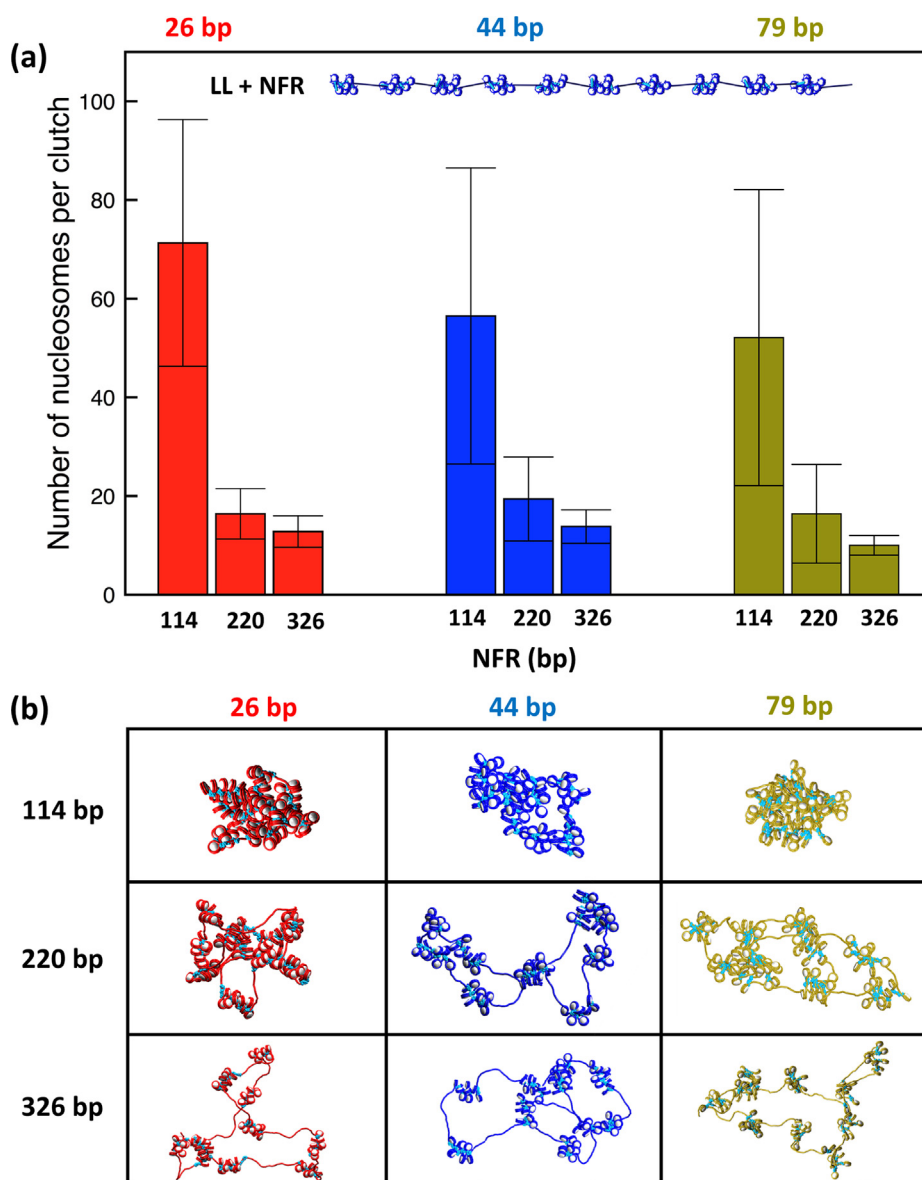 26 bp 44 bp 79 bp
(a)
LL + NFR
Number of nucleosomes per clutch
100
80
60
40
20
0
114 220 326 114 220 326 114 220 326
NFR (bp)
(b) 26 bp 44 bp 79 bp
114 bp
220 bp
326 bp